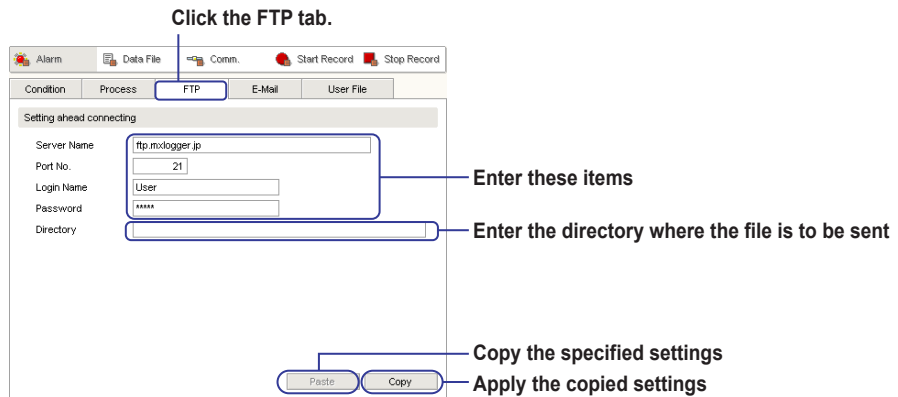 Click the FTP tab.
Alarm Data File Comm. Start Record Stop Record
Condition Process FTP E-Mail User File
Setting ahead connecting
Server Name ftp.mxlogger.jp
Port No. 21
Login Name User
Password *****
Directory
Enter these items
Enter the directory where the file is to be sent
Copy the specified settings
Paste Copy
Apply the copied settings